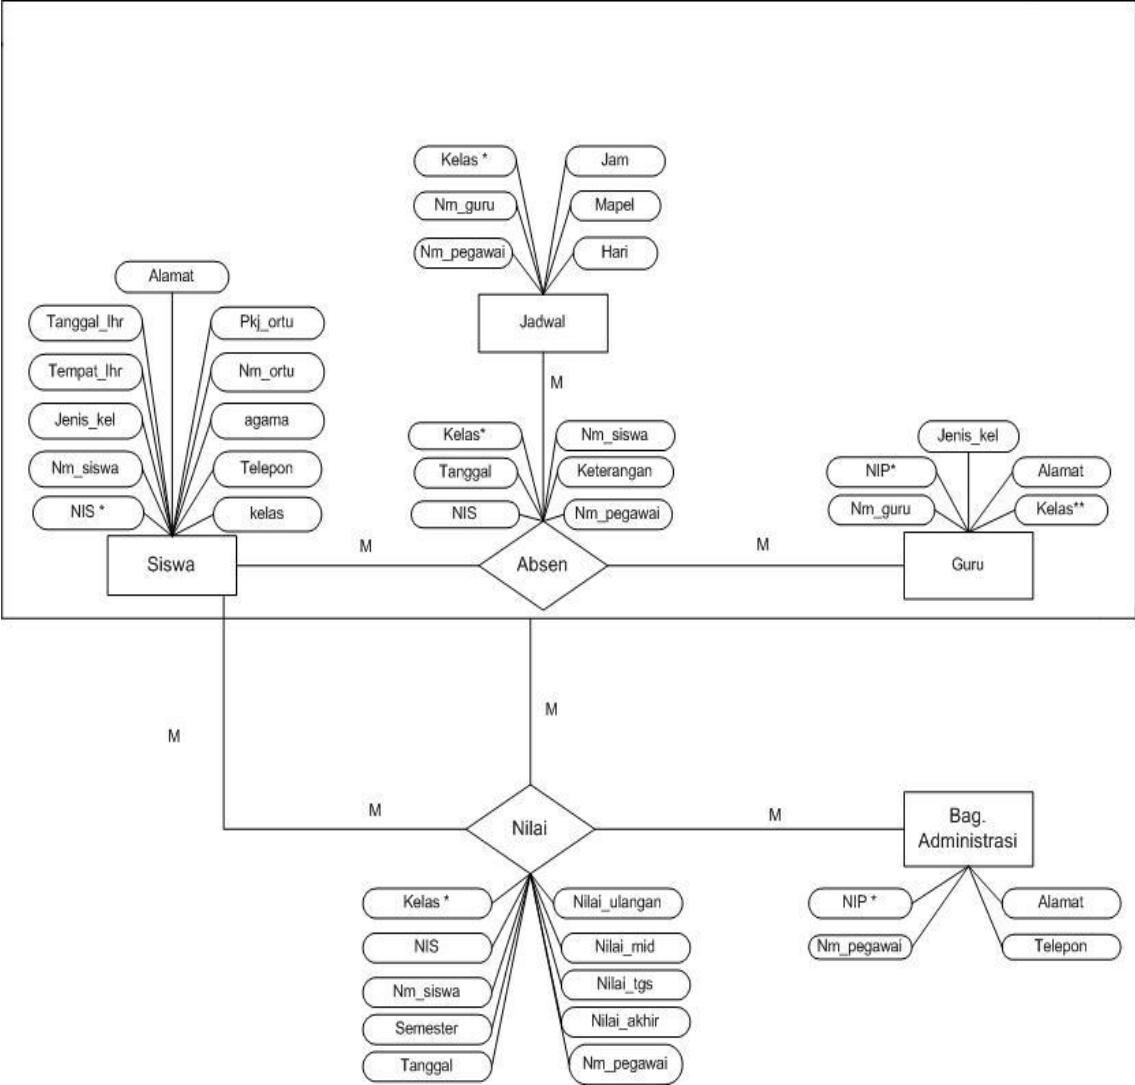 Kelas *
Jam
Nm_guru
Mapel
Nm_pegawai
Hari
Jadwal
M
Alamat
Tanggal_lhr
Pkj_ortu
Tempat_lhr
Nm_ortu
Jenis_kel
agama
Nm_siswa
Telepon
NIS *
kelas
Siswa
M
Kelas*
Nm_siswa
Tanggal
Keterangan
NIS
Nm_pegawai
Absen
M
Jenis_kel
NIP*
Alamat
Nm_guru
Kelas**
Guru
M
M
M
Nilai
M
Bag.
Administrasi
Kelas *
Nilai_ulangan
NIS
Nilai_mid
Nm_siswa
Nilai_tgs
Semester
Nilai_akhir
Tanggal
Nm_pegawai
NIP *
Alamat
Nm_pegawai
Telepon